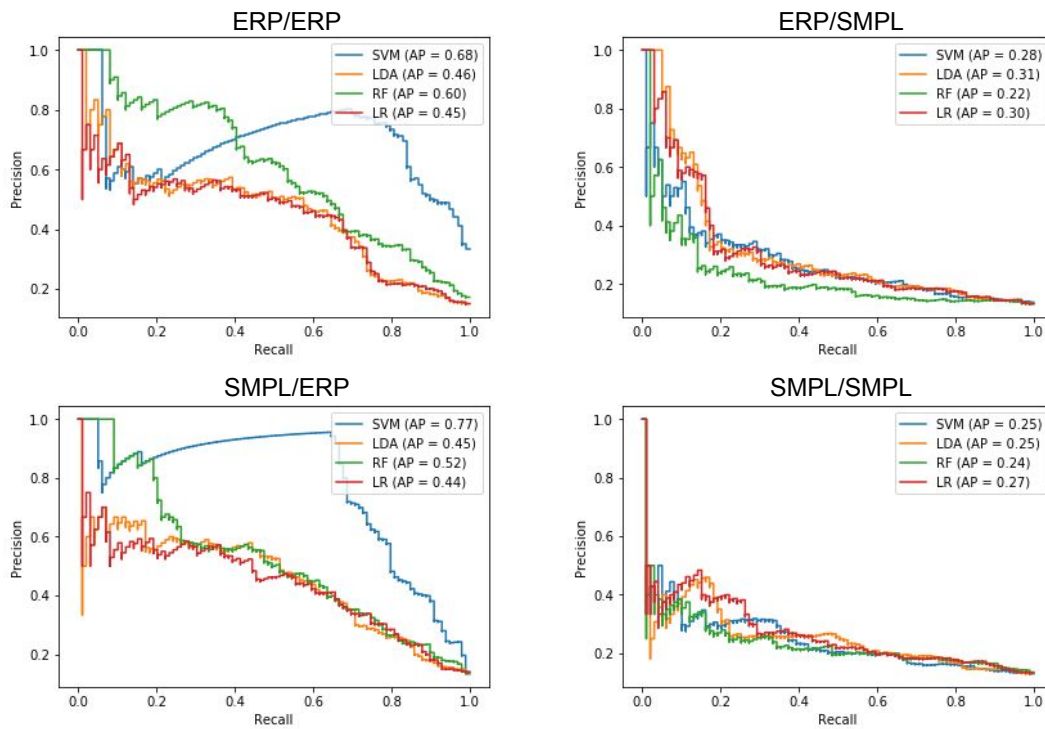 ERP/ERP
SVM (AP = 0.68)
LDA (AP = 0.46)
RF (AP = 0.60)
LR (AP = 0.45)
1.0
0.8
0.6
0.4
0.2
Precision
0.0 0.2 0.4 0.6 0.8 1.0
Recall
ERP/SMPL
SVM (AP = 0.28)
LDA (AP = 0.31)
RF (AP = 0.22)
LR (AP = 0.30)
1.0
0.8
0.6
0.4
0.2
Precision
0.0 0.2 0.4 0.6 0.8 1.0
Recall
SMPL/ERP
SVM (AP = 0.77)
LDA (AP = 0.45)
RF (AP = 0.52)
LR (AP = 0.44)
1.0
0.8
0.6
0.4
0.2
Precision
0.0 0.2 0.4 0.6 0.8 1.0
Recall
SMPL/SMPL
SVM (AP = 0.25)
LDA (AP = 0.25)
RF (AP = 0.24)
LR (AP = 0.27)
1.0
0.8
0.6
0.4
0.2
Precision
0.0 0.2 0.4 0.6 0.8 1.0
Recall